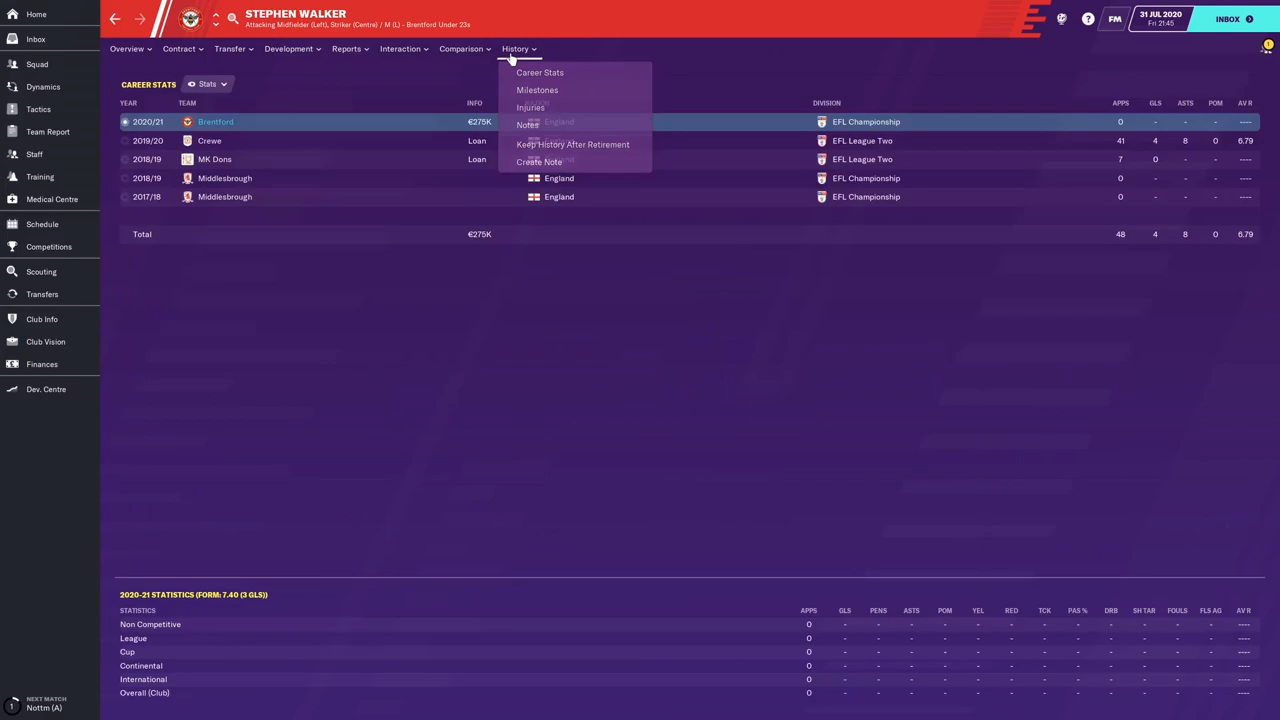 STEPHEN WALKER
Attacking Midfielder (Left), Striker (Centre) / M (L) - Brentford Under 23s
FM
31 JUL 2020
Fri 21:45
INBOX
1
Home
Inbox
Squad
Dynamics
Tactics
Team Report
Staff
Training
Medical Centre
Schedule
Competitions
Scouting
Transfers
Club Info
Club Vision
Finances
Dev. Centre
1
NEXT MATCH
Nottm (A)
Overview Contract Transfer Development Reports Interaction Comparison History
Career Stats
Milestones
Injuries
Notes
Keep History After Retirement
Create Note
CAREER STATS Stats
YEAR TEAM INFO DIVISION APPS GLS ASTS POM AV R
2020/21 Brentford €275K England EFL Championship 0 - - - ----
2019/20 Crewe Loan EFL League Two 41 4 8 0 6.79
2018/19 MK Dons Loan EFL League Two 7 0 - - ----
2018/19 Middlesbrough England EFL Championship - - - - ----
2017/18 Middlesbrough England EFL Championship 0 - - - ----
Total €275K 48 4 8 0 6.79
2020-21 STATISTICS (FORM: 7.40 (3 GLS))
STATISTICS APPS GLS PENS ASTS POM YEL RED TCK PAS % DRB SH TAR FOULS FLS AG AV R
Non Competitive 0 - - - - - - - - - - - - ----
League 0 - - - - - - - - - - - - ----
Cup 0 - - - - - - - - - - - - ----
Continental 0 - - - - - - - - - - - - ----
International 0 - - - - - - - - - - - - ----
Overall (Club) 0 - - - - - - - - - - - - ----